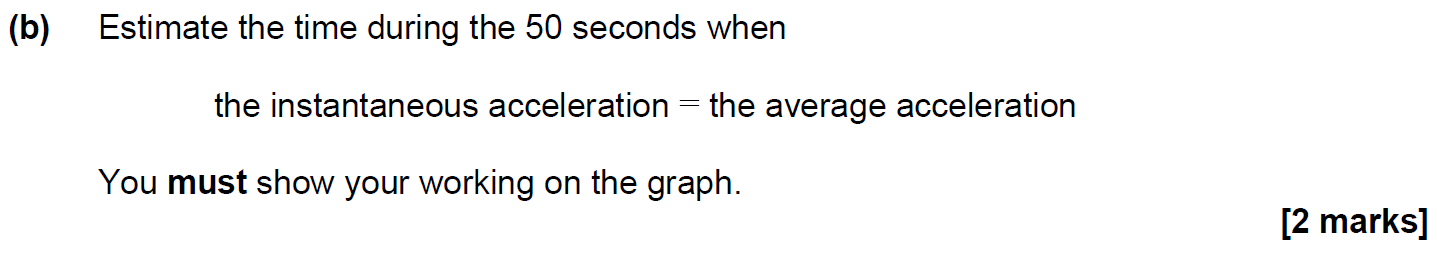 (b) Estimate the time during the 50 seconds when
the instantaneous acceleration = the average acceleration
You must show your working on the graph.
[2 marks]